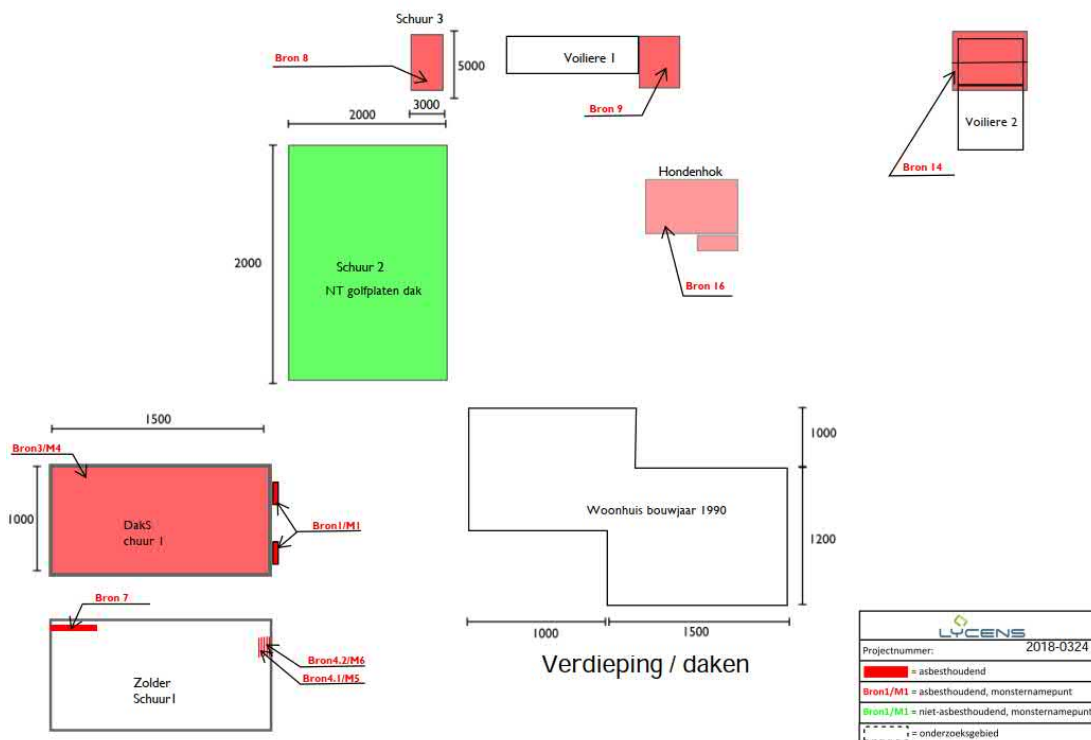 Schuur 3
Bron 8
5000
3000
Voiliere 1
Bron 9
Voiliere 2
Bron 14
2000
2000
Schuur 2
NT golfplaten dak
Hondenhok
Bron 16
1500
Bron3/M4
1000
DakS
chuur 1
Bron1/M1
Bron 7
Zolder
Schuur1
Bron4.2/M6
Bron4.1/M5
Woonhuis bouwjaar 1990
1000
1200
1000
1500
Verdieping / daken
LYCENS
Projectnummer: 2018-0324
= asbesthoudend
Bron1/M1 = asbesthoudend, monsternamepunt
Bron1/M1 = niet-asbesthoudend, monsternamepunt
= onderzoeksgebied